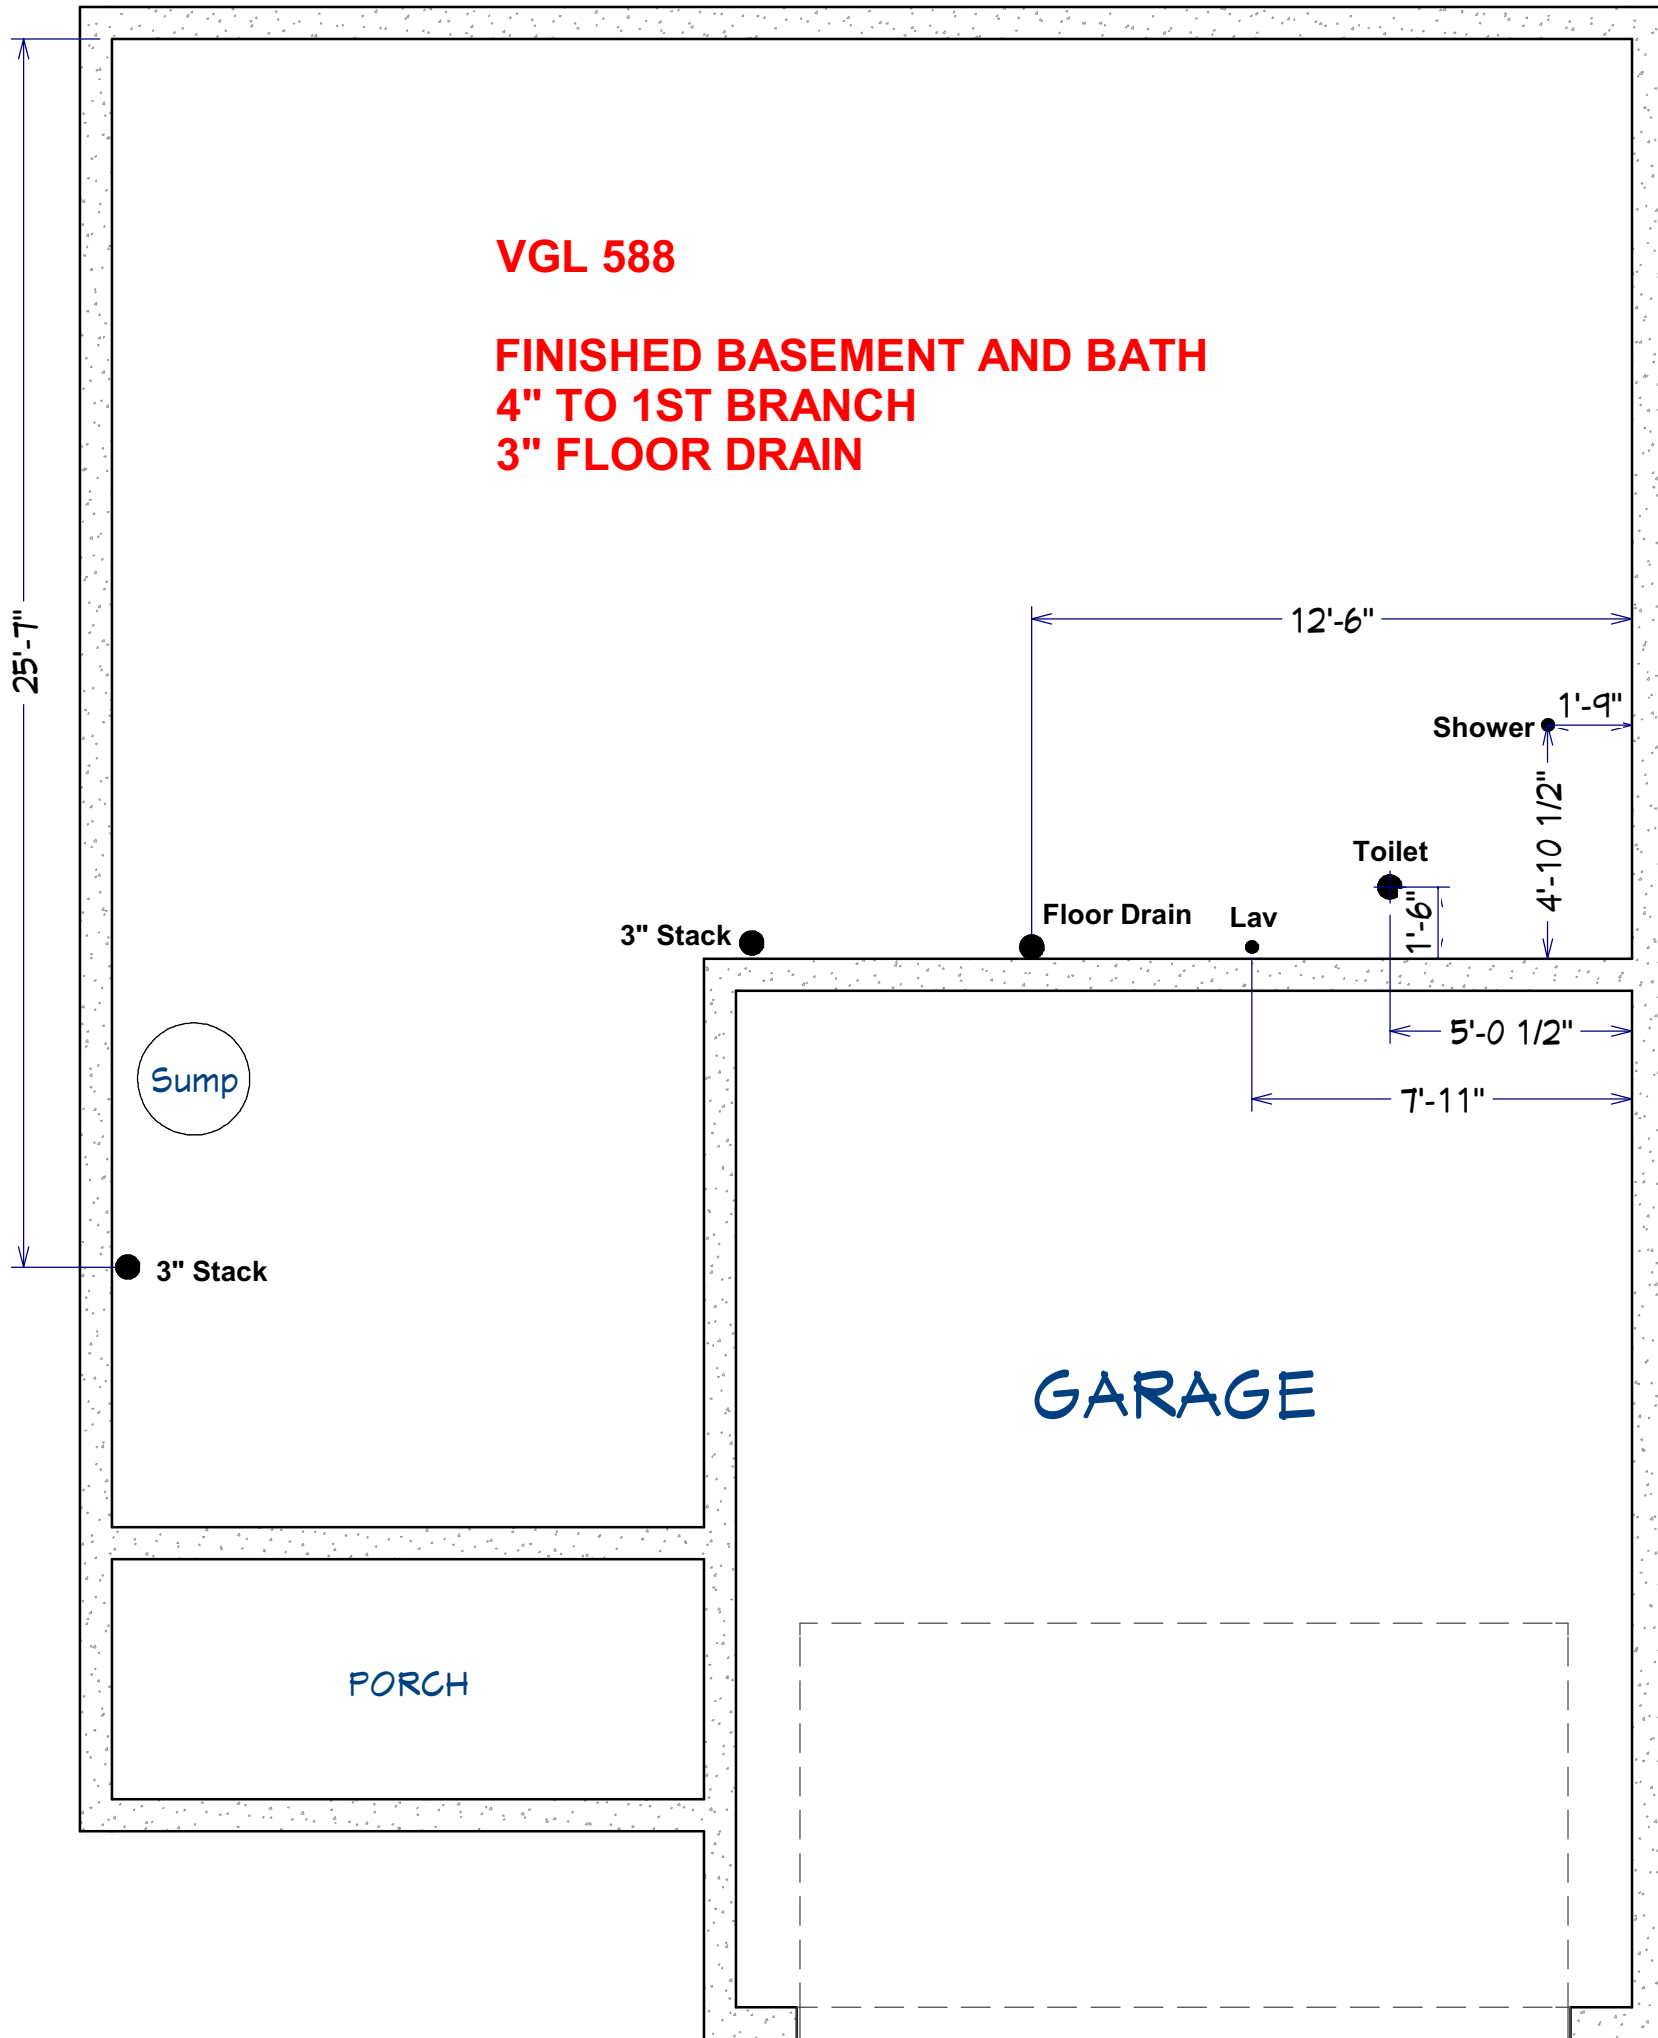 VGL 588
FINISHED BASEMENT AND BATH
4" TO 1ST BRANCH
3" FLOOR DRAIN
25'-7"
12'-6"
1'-9"
Shower
4'-10 1/2"
Toilet
1'-6"
Floor Drain
Lav
3" Stack
5'-0 1/2"
7'-11"
Sump
3" Stack
GARAGE
PORCH